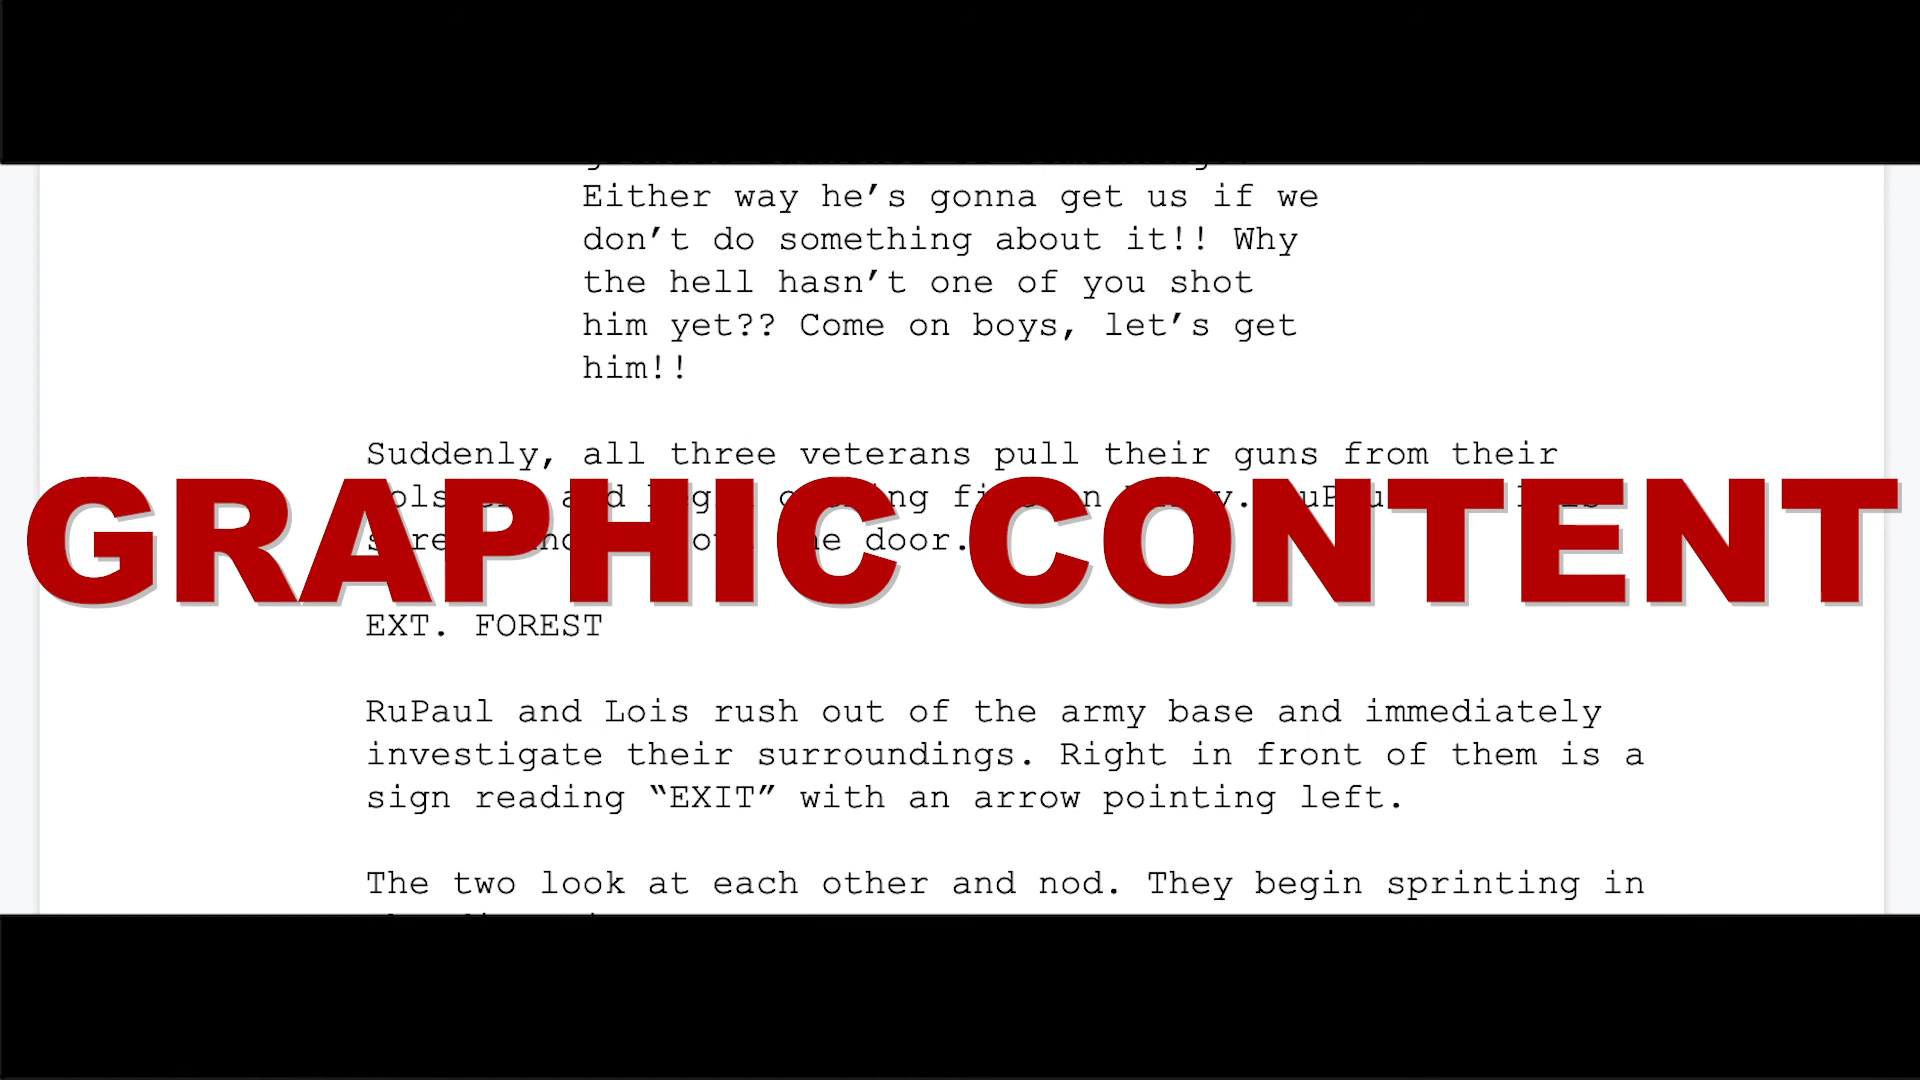 Either way he’s gonna get us if we
don’t do something about it!! Why
the hell hasn’t one of you shot
him yet?? Come on boys, let’s get
him!!
Suddenly, all three veterans pull their guns from their
GRAPHIC CONTENT
door.
EXT. FOREST
RuPaul and Lois rush out of the army base and immediately
investigate their surroundings. Right in front of them is a
sign reading “EXIT” with an arrow pointing left.
The two look at each other and nod. They begin sprinting in